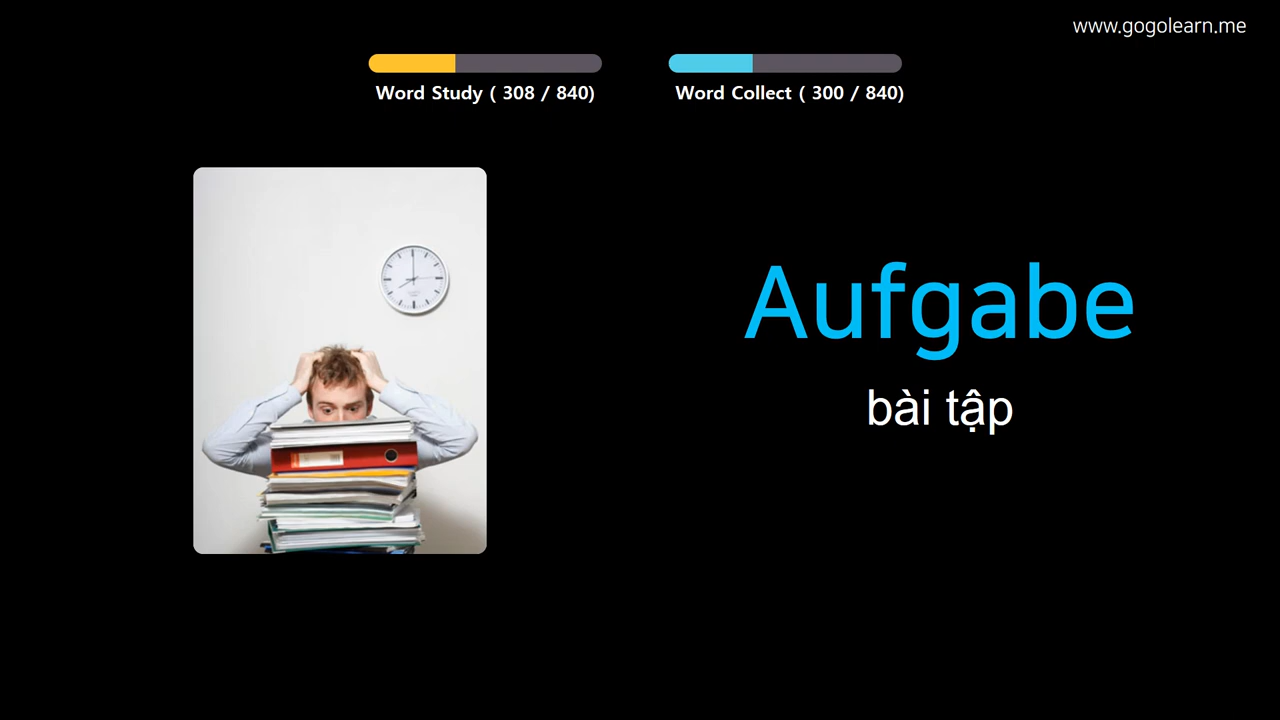 www.gogolearn.me
Word Study ( 308 / 840)
Word Collect ( 300 / 840)
Aufgabe
bài tập